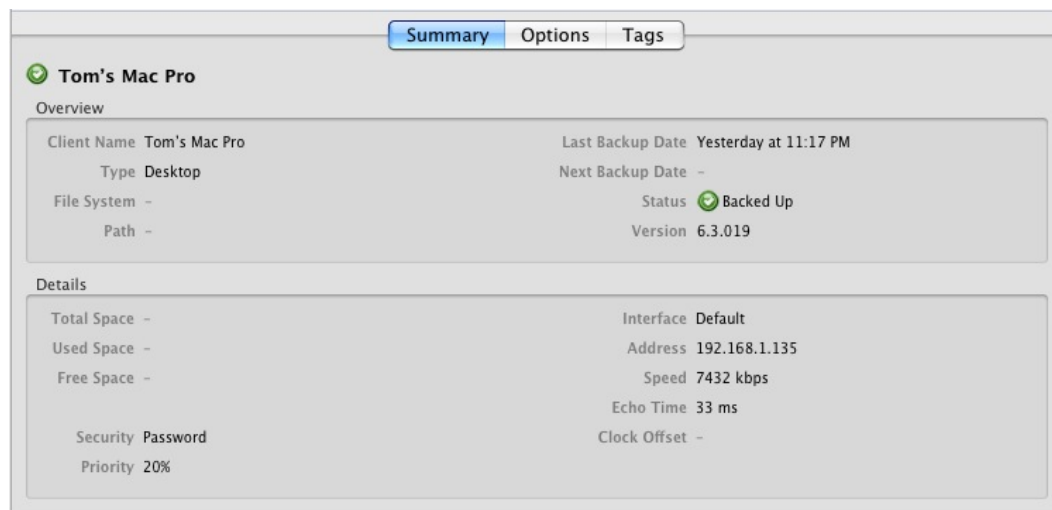 Summary Options Tags
Tom's Mac Pro
Overview
Client Name Tom's Mac Pro
Type Desktop
File System -
Path -
Last Backup Date Yesterday at 11:17 PM
Next Backup Date -
Status Backed Up
Version 6.3.019
Details
Total Space -
Used Space -
Free Space -
Security Password
Priority 20%
Interface Default
Address 192.168.1.135
Speed 7432 kbps
Echo Time 33 ms
Clock Offset -